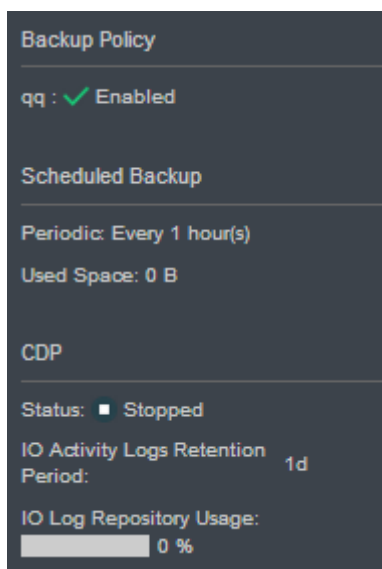 Backup Policy
qq : Enabled
Scheduled Backup
Periodic: Every 1 hour(s)
Used Space: 0 B
CDP
Status: Stopped
IO Activity Logs Retention
Period: 1d
IO Log Repository Usage:
0 %